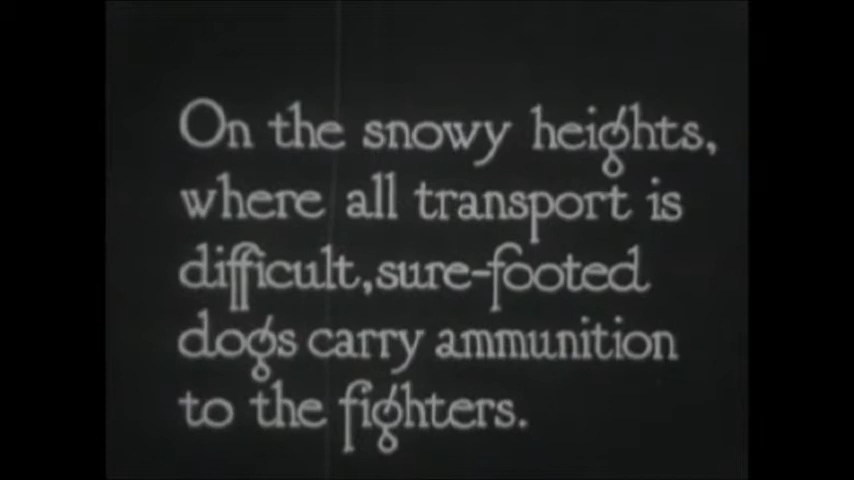 On the snowy heights,
where all transport is
difficult, sure-footed
dogs carry ammunition
to the fighters.